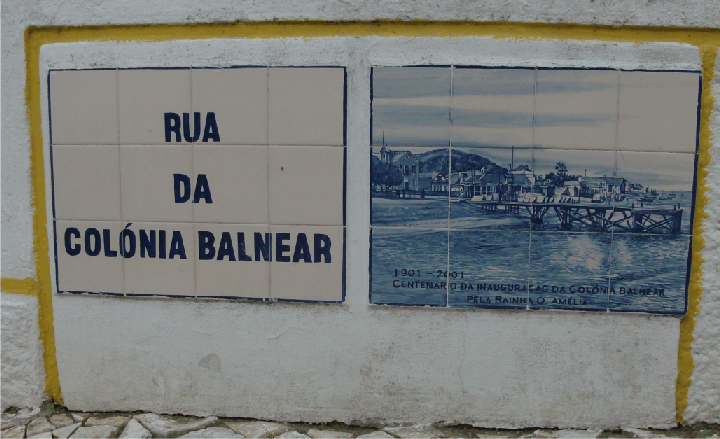 RUA
DA
COLÓNIA BALNEAR
1901 - 2001
CENTENÁRIO DA INAUGURAÇÃO DA COLÓNIA BALNEAR
PELA RAINHA D. AMÉLIA